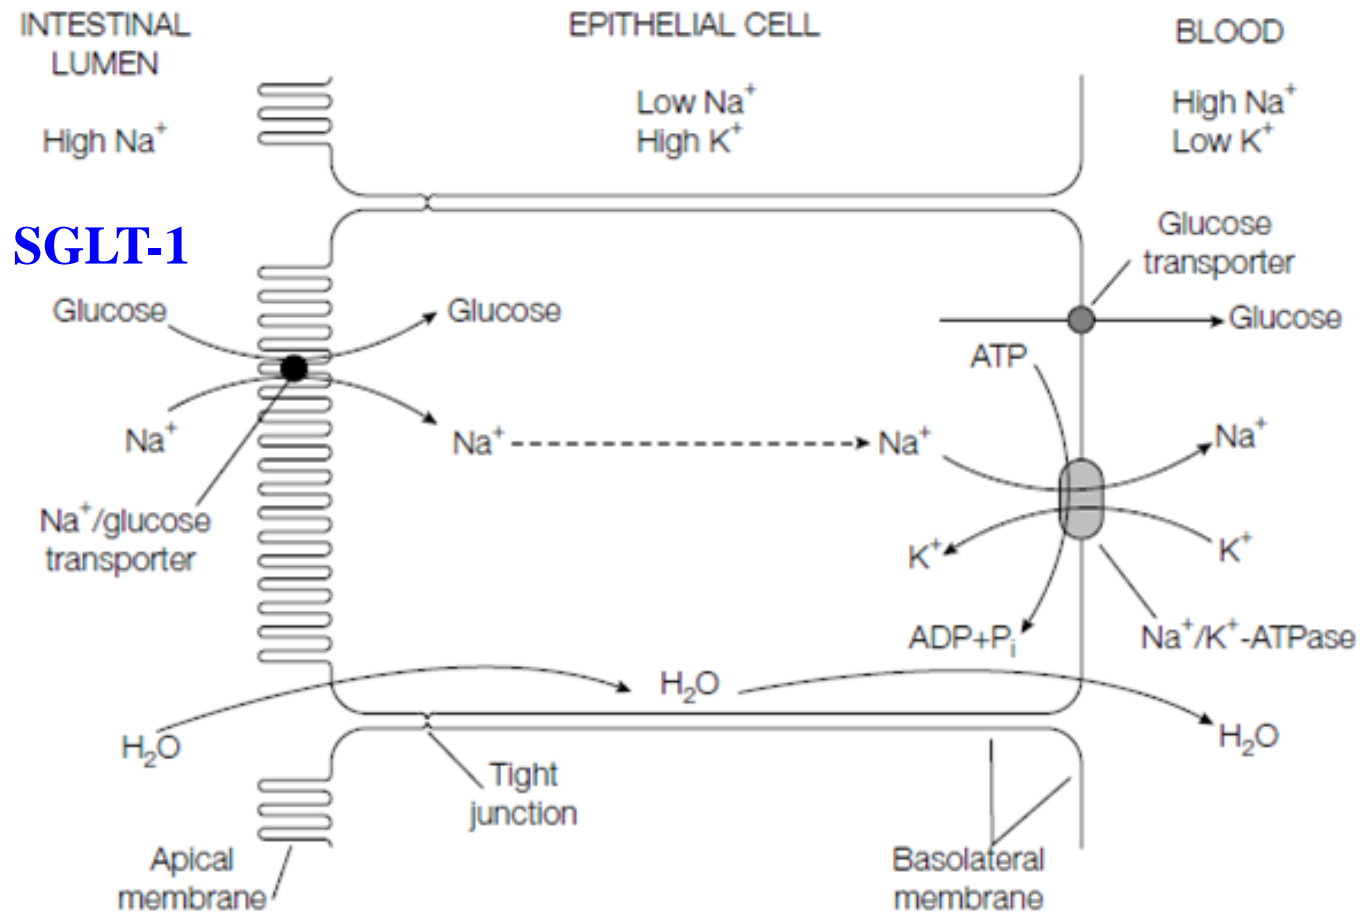 INTESTINAL
LUMEN
EPITHELIAL CELL
BLOOD
High Na⁺
Low Na⁺
High K⁺
High Na⁺
Low K⁺
SGLT-1
Glucose
transporter
Glucose
Glucose
Glucose
ATP
Na⁺
Na⁺
Na⁺
Na⁺
Na⁺/glucose
transporter
K⁺
K⁺
ADP+Pᵢ
Na⁺/K⁺-ATPase
H₂O
H₂O
H₂O
Tight
junction
Apical
membrane
Basolateral
membrane